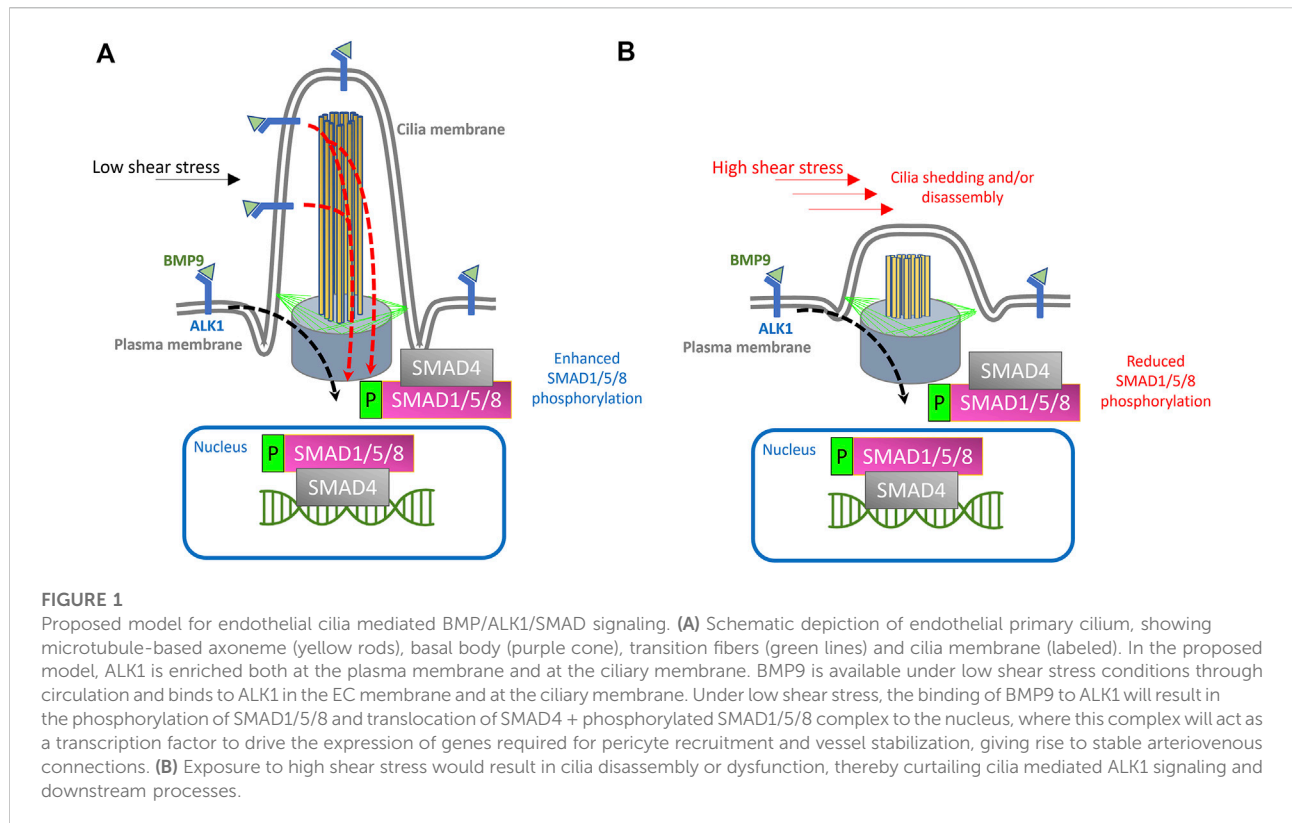 A
Cilia membrane
Low shear stress
BMP9
ALK1
Plasma membrane
SMAD4
P SMAD1/5/8
Enhanced
SMAD1/5/8
phosphorylation
Nucleus
P SMAD1/5/8
SMAD4
B
High shear stress
Cilia shedding and/or
disassembly
BMP9
ALK1
Plasma membrane
SMAD4
P SMAD1/5/8
Reduced
SMAD1/5/8
phosphorylation
Nucleus
P SMAD1/5/8
SMAD4
FIGURE 1
Proposed model for endothelial cilia mediated BMP/ALK1/SMAD signaling. (A) Schematic depiction of endothelial primary cilium, showing
microtubule-based axoneme (yellow rods), basal body (purple cone), transition fibers (green lines) and cilia membrane (labeled). In the proposed
model, ALK1 is enriched both at the plasma membrane and at the ciliary membrane. BMP9 is available under low shear stress conditions through
circulation and binds to ALK1 in the EC membrane and at the ciliary membrane. Under low shear stress, the binding of BMP9 to ALK1 will result in
the phosphorylation of SMAD1/5/8 and translocation of SMAD4 + phosphorylated SMAD1/5/8 complex to the nucleus, where this complex will act as
a transcription factor to drive the expression of genes required for pericyte recruitment and vessel stabilization, giving rise to stable arteriovenous
connections. (B) Exposure to high shear stress would result in cilia disassembly or dysfunction, thereby curtailing cilia mediated ALK1 signaling and
downstream processes.